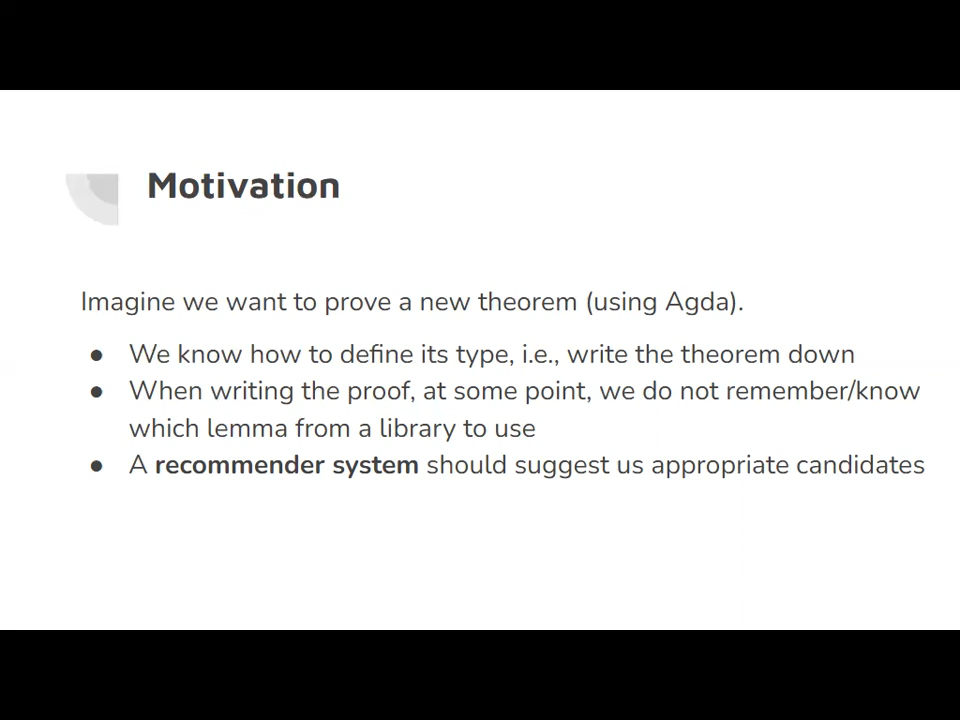 Motivation
Imagine we want to prove a new theorem (using Agda).
● We know how to define its type, i.e., write the theorem down
● When writing the proof, at some point, we do not remember/know
which lemma from a library to use
● A recommender system should suggest us appropriate candidates